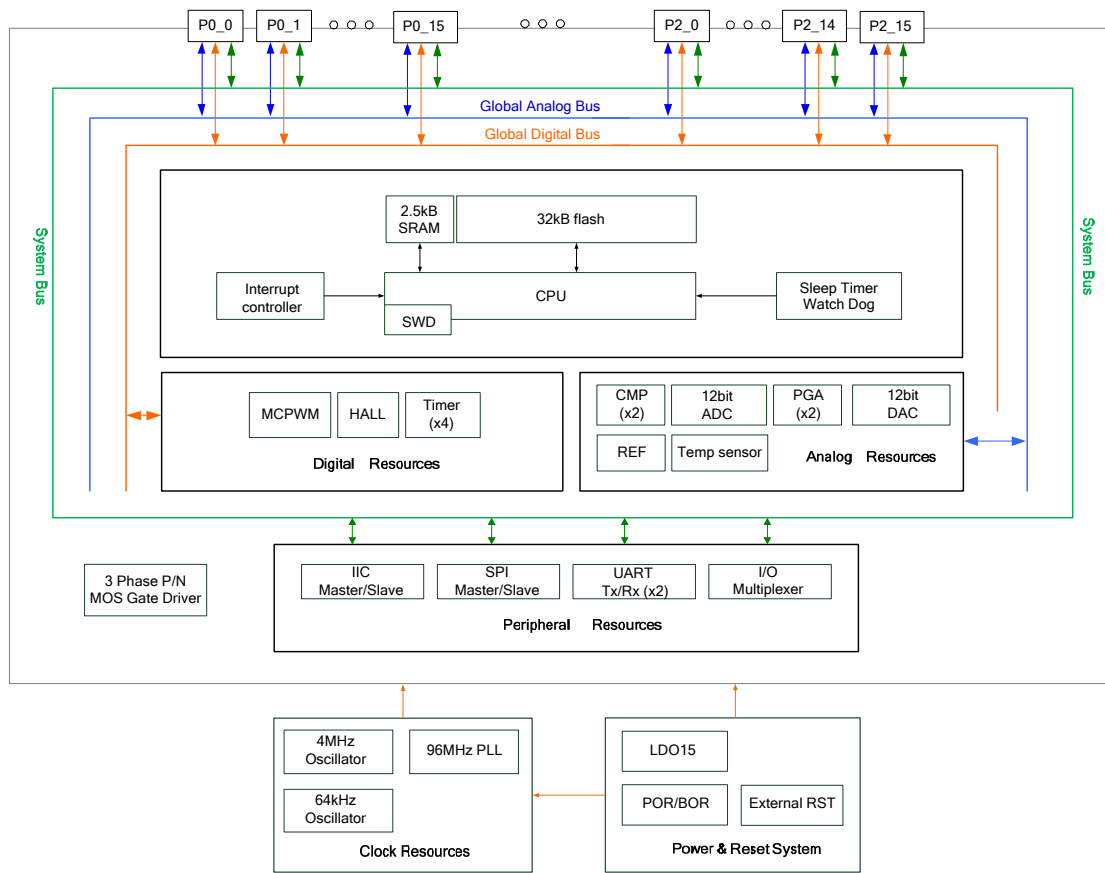 P0_0
P0_1
P0_15
P2_0
P2_14
P2_15
Global Analog Bus
Global Digital Bus
System Bus
System Bus
2.5kB
SRAM
32kB flash
Interrupt
controller
CPU
SWD
Sleep Timer
Watch Dog
MCPWM
HALL
Timer
(x4)
Digital Resources
CMP
(x2)
12bit
ADC
PGA
(x2)
12bit
DAC
REF
Temp sensor
Analog Resources
3 Phase P/N
MOS Gate Driver
IIC
Master/Slave
SPI
Master/Slave
UART
Tx/Rx (x2)
I/O
Multiplexer
Peripheral Resources
4MHz
Oscillator
96MHz PLL
64kHz
Oscillator
Clock Resources
LDO15
POR/BOR
External RST
Power & Reset System